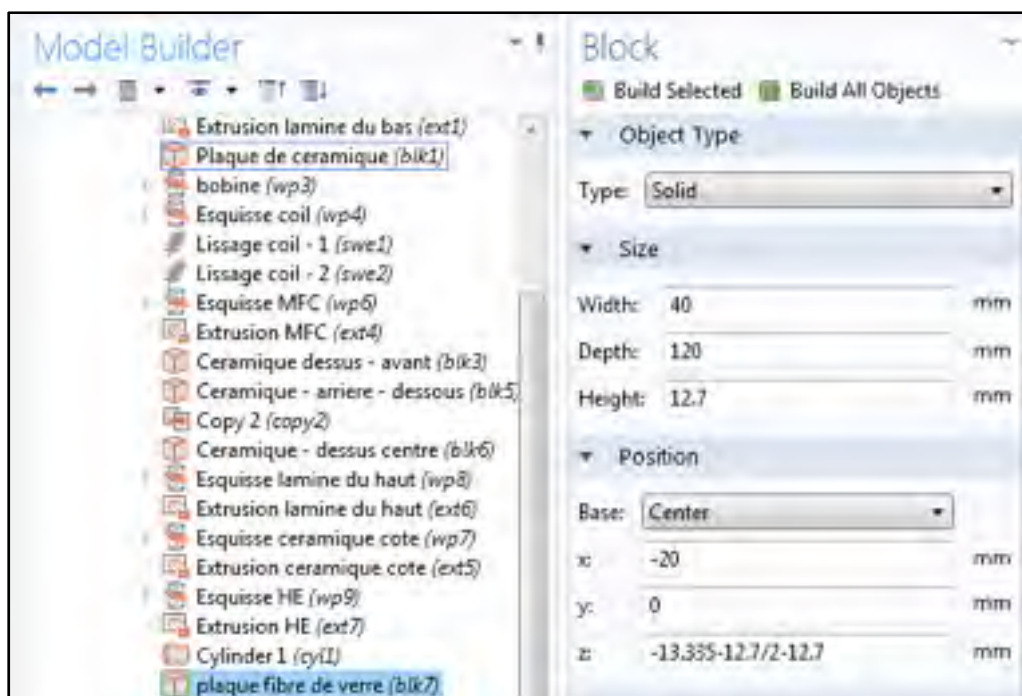 Model Builder
Extrusion lamine du bas (ext1)
Plaque de ceramique (blk1)
bobine (wp3)
Esquisse coil (wp4)
Lissage coil - 1 (swe1)
Lissage coil - 2 (swe2)
Esquisse MFC (wp6)
Extrusion MFC (ext4)
Ceramique dessus - avant (blk3)
Ceramique - arriere - dessous (blk5)
Copy 2 (copy2)
Ceramique - dessus centre (blk6)
Esquisse lamine du haut (wp8)
Extrusion lamine du haut (ext6)
Esquisse ceramique cote (wp7)
Extrusion ceramique cote (ext5)
Esquisse HE (wp9)
Extrusion HE (ext7)
Cylinder 1 (cyl1)
plaque fibre de verre (blk7)
Block
Build Selected Build All Objects
Object Type
Type: Solid
Size
Width: 40 mm
Depth: 120 mm
Height: 12.7 mm
Position
Base: Center
x: -20 mm
y: 0 mm
z: -13.335-12.7/2-12.7 mm